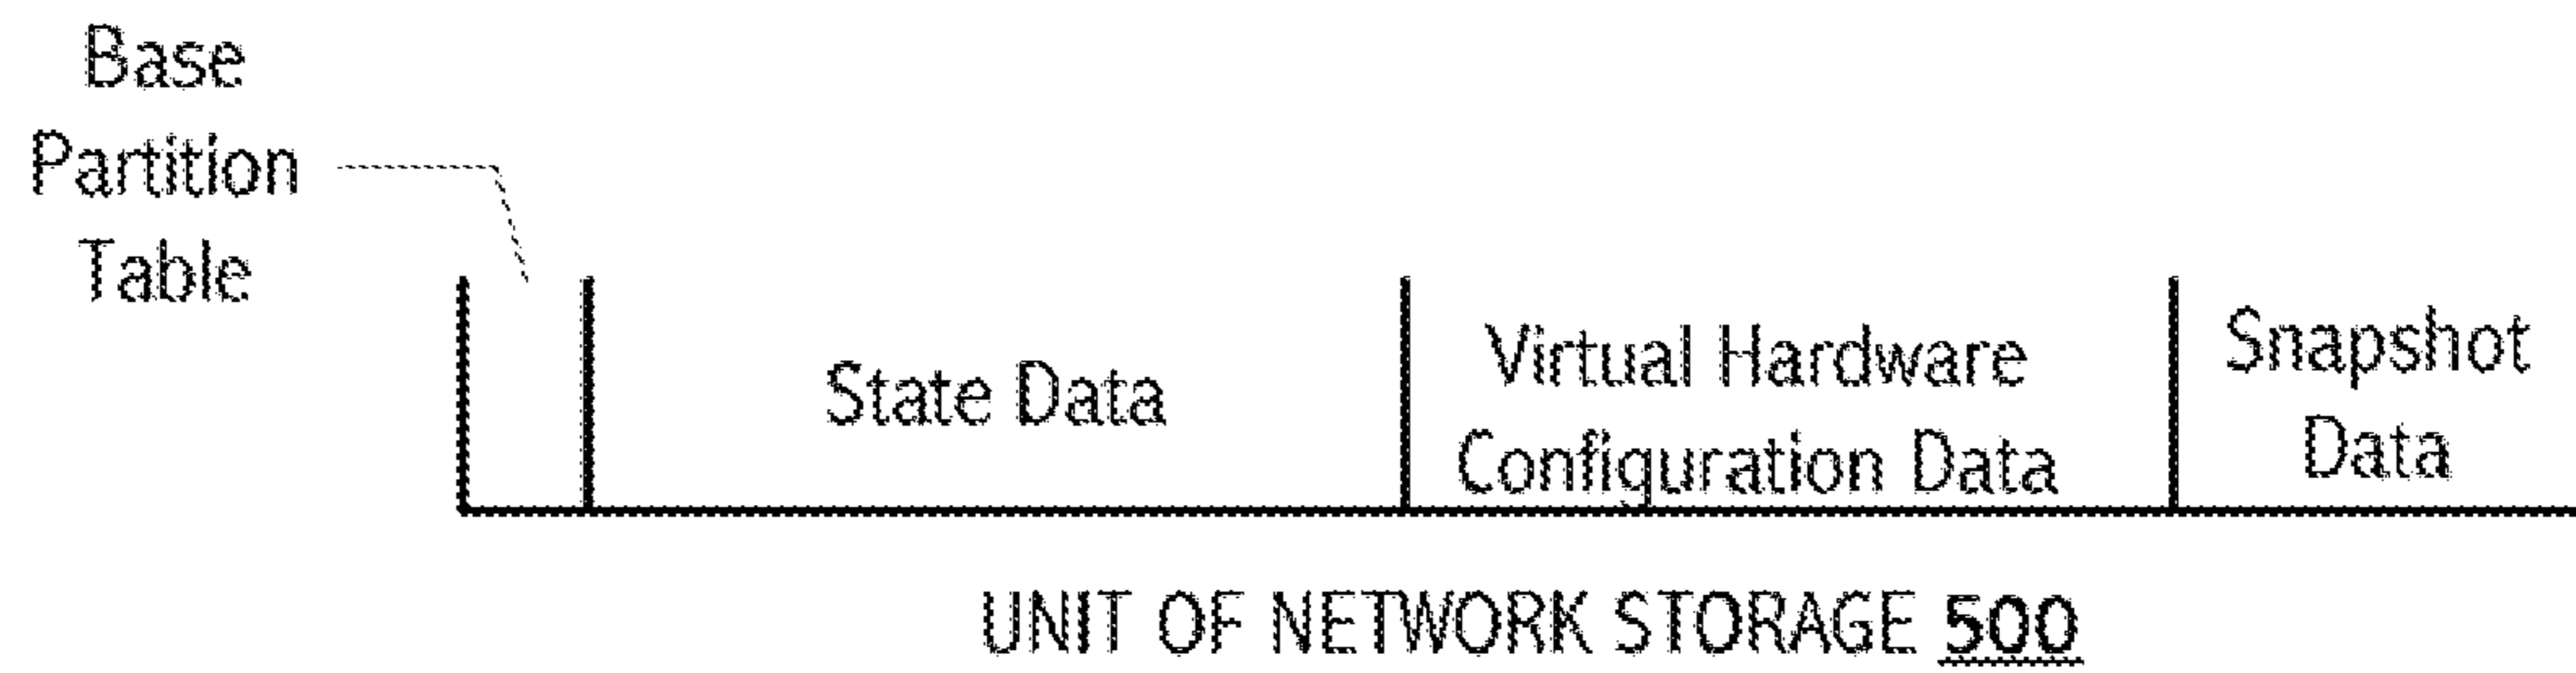 Base
Partition
Table
State Data
Virtual Hardware
Configuration Data
Snapshot
Data
UNIT OF NETWORK STORAGE 500